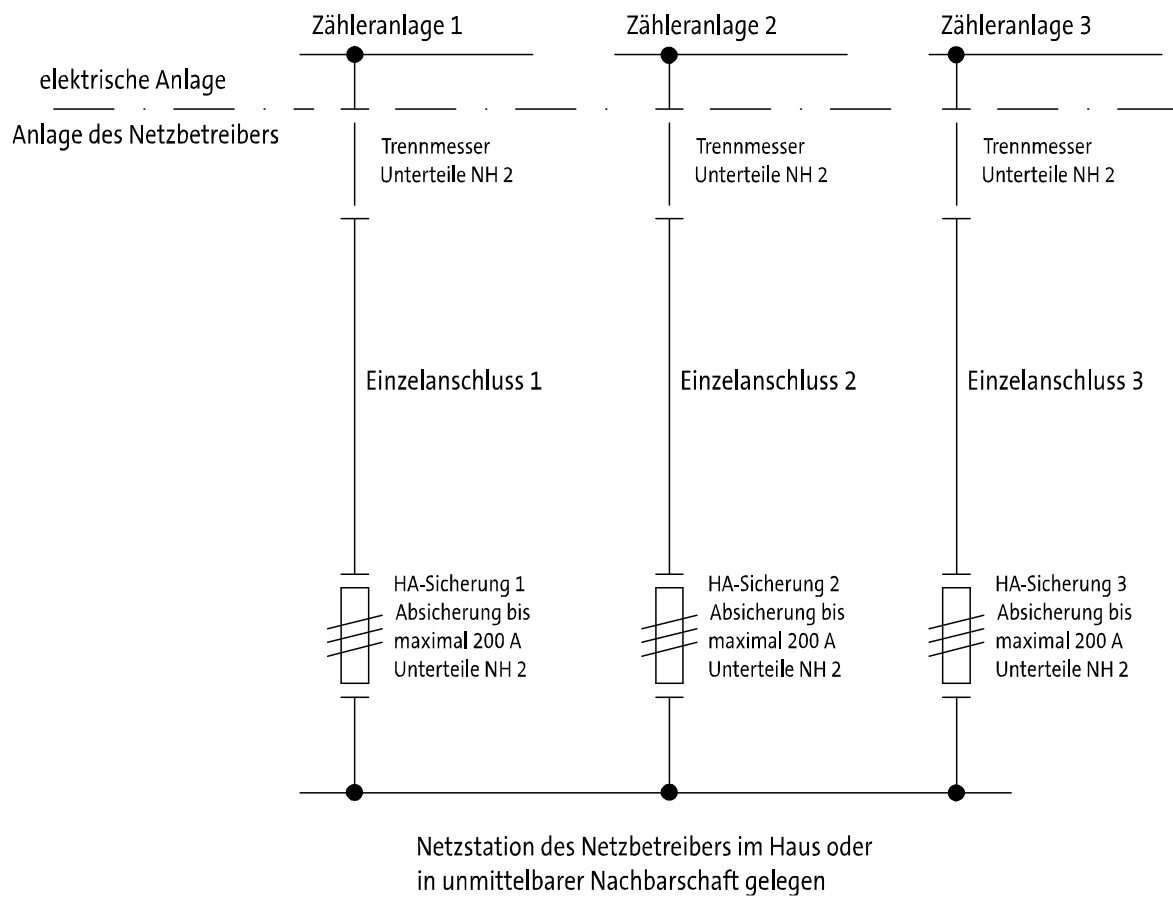 Zähleranlage 1
Zähleranlage 2
Zähleranlage 3
elektrische Anlage
Anlage des Netzbetreibers
Trennmesser
Unterteile NH 2
Trennmesser
Unterteile NH 2
Trennmesser
Unterteile NH 2
Einzelanschluss 1
Einzelanschluss 2
Einzelanschluss 3
HA-Sicherung 1
Absicherung bis
maximal 200 A
Unterteile NH 2
HA-Sicherung 2
Absicherung bis
maximal 200 A
Unterteile NH 2
HA-Sicherung 3
Absicherung bis
maximal 200 A
Unterteile NH 2
Netzstation des Netzbetreibers im Haus oder
in unmittelbarer Nachbarschaft gelegen